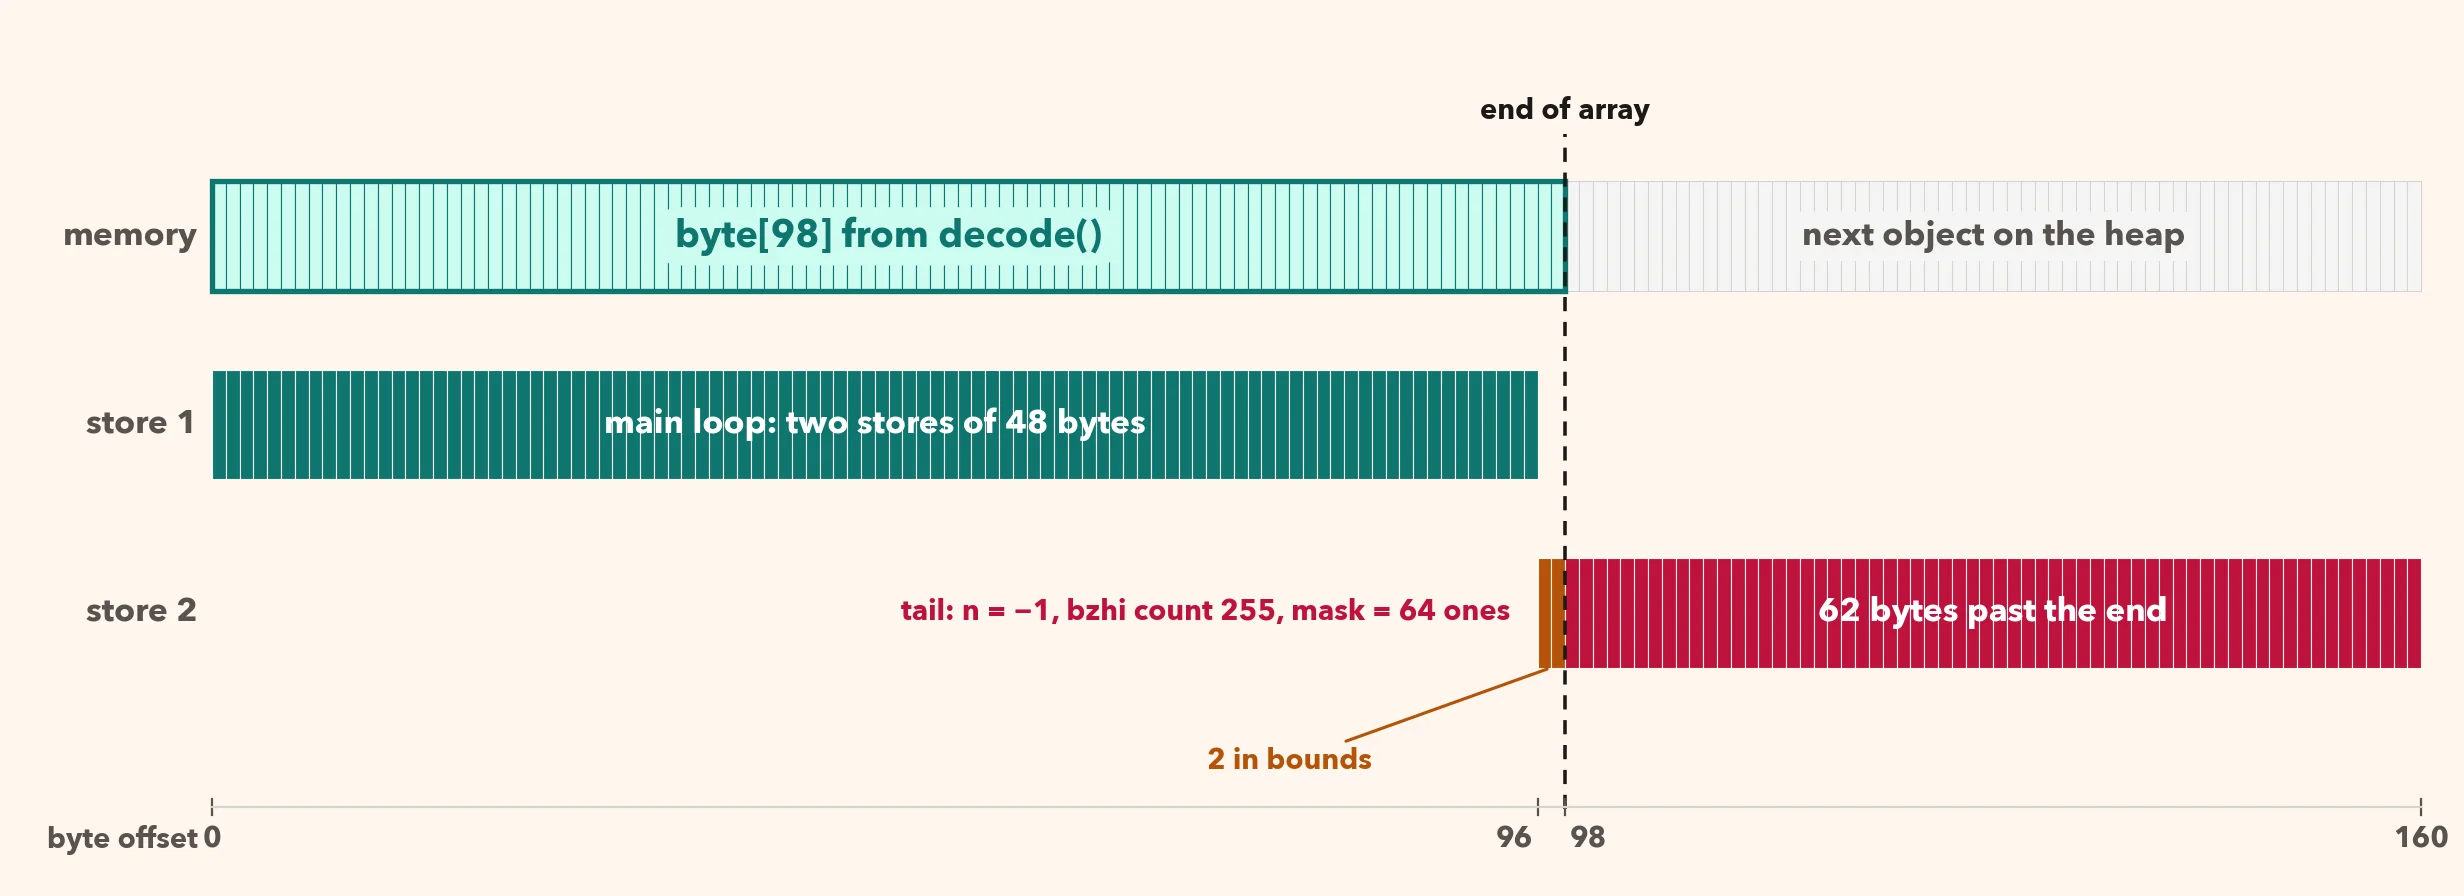 end of array
memory
byte[98] from decode()
next object on the heap
store 1
main loop: two stores of 48 bytes
store 2
tail: n = −1, bzhi count 255, mask = 64 ones
62 bytes past the end
2 in bounds
byte offset 0
96
98
160